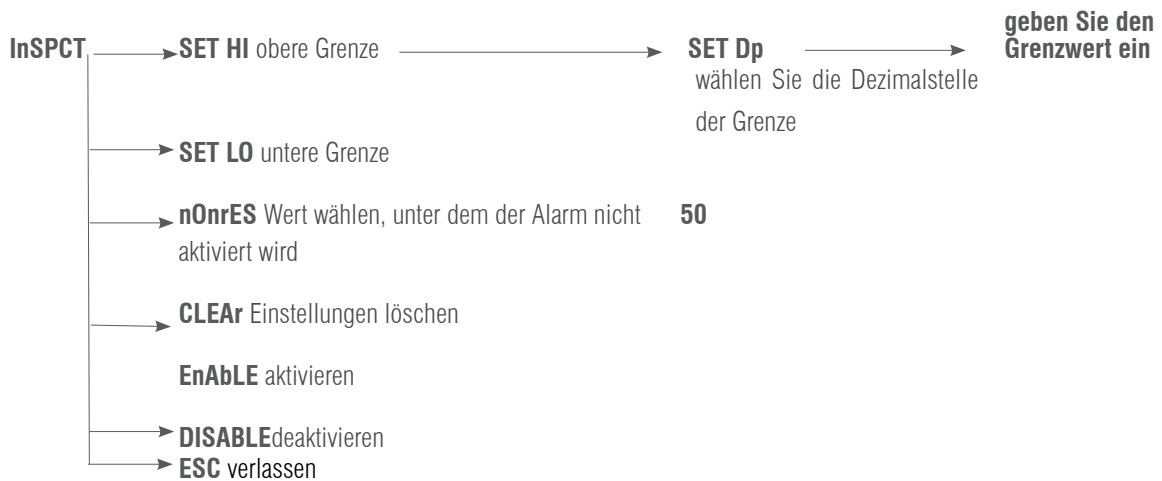 InSPCT
SET HI obere Grenze
SET Dp
wählen Sie die Dezimalstelle
der Grenze
geben Sie den
Grenzwert ein
SET LO untere Grenze
nOnrES Wert wählen, unter dem der Alarm nicht
aktiviert wird
50
CLEAr Einstellungen löschen
EnAbLE aktivieren
DISABLEdeaktivieren
ESC verlassen